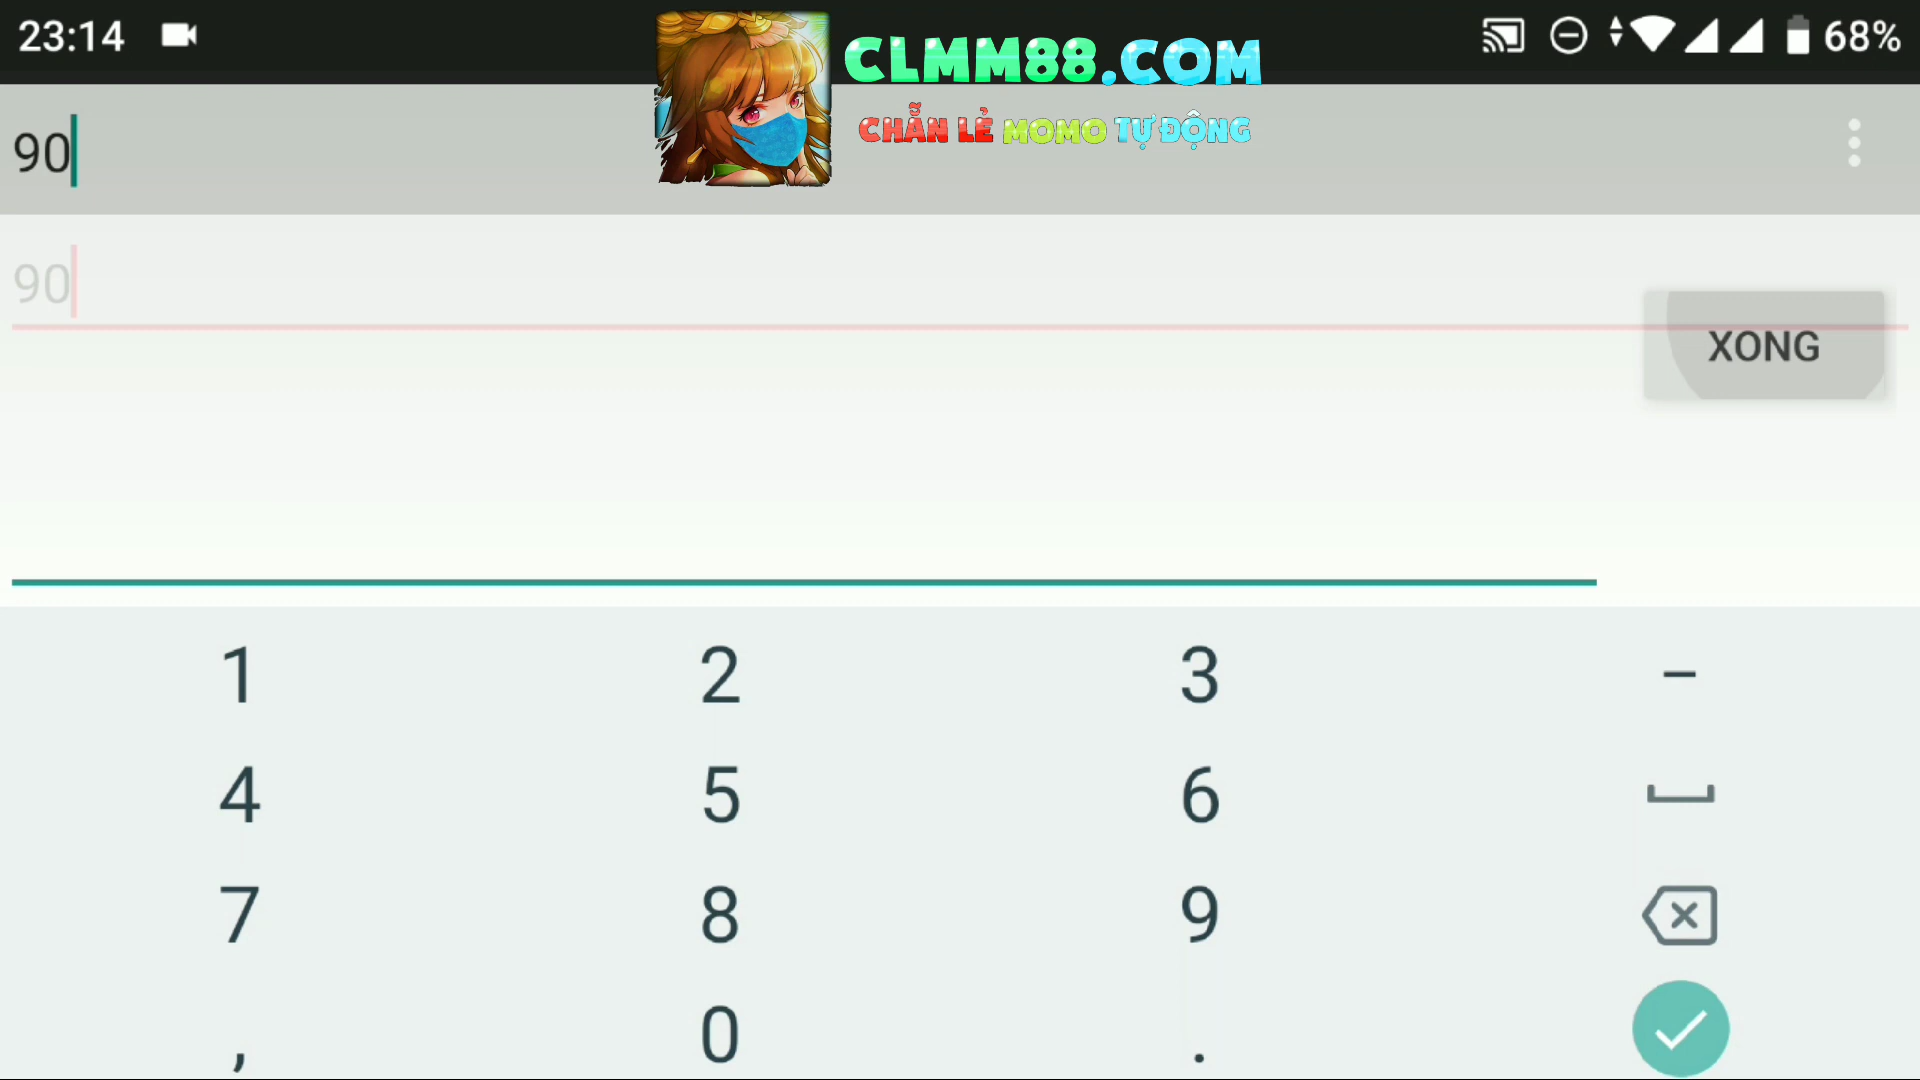 23:14
68%
CLMM88.COM
CHẴN LẺ MOMO TỰ ĐỘNG
90
90
XONG
1 2 3 –
4 5 6
7 8 9
, 0 .